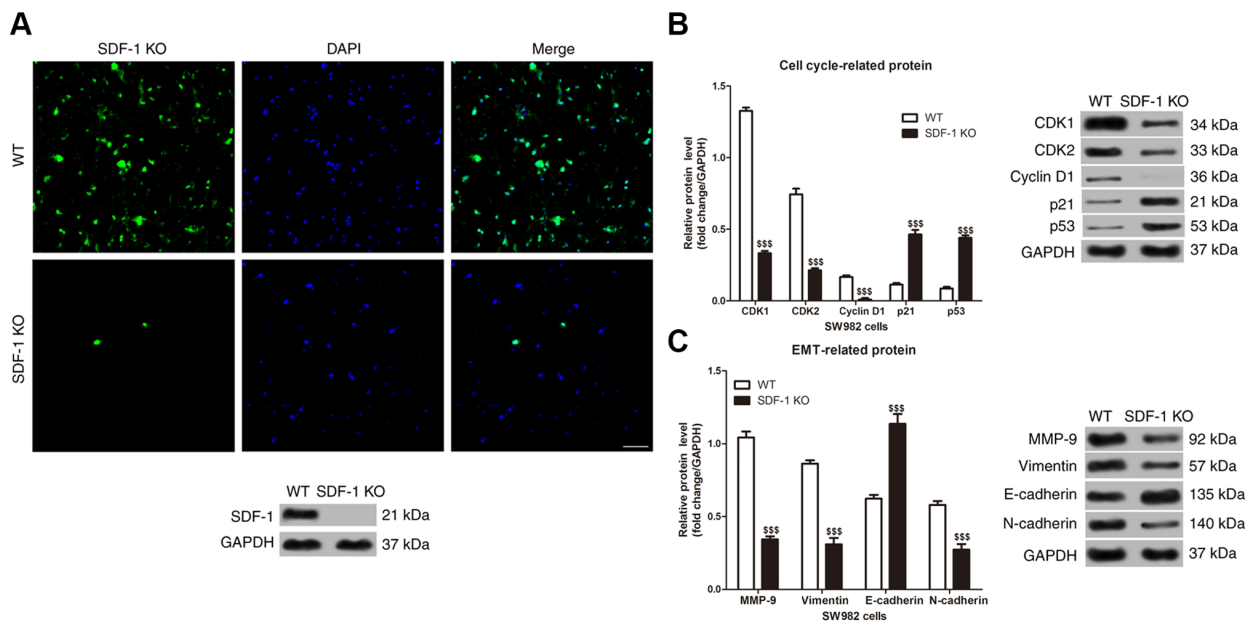 A
SDF-1 KO
DAPI
Merge
WT
SDF-1 KO
WT SDF-1 KO
SDF-1 21 kDa
GAPDH 37 kDa
B
Cell cycle-related protein
Relative protein level
(fold change/GAPDH)
1.5
1.0
0.5
0.0
WT
SDF-1 KO
$$$ $$$ $$$ $$$ $$$
CDK1 CDK2 Cyclin D1 p21 p53
SW982 cells
WT SDF-1 KO
CDK1 34 kDa
CDK2 33 kDa
Cyclin D1 36 kDa
p21 21 kDa
p53 53 kDa
GAPDH 37 kDa
C
EMT-related protein
Relative protein level
(fold change/GAPDH)
1.5
1.0
0.5
0.0
WT
SDF-1 KO
$$$ $$$ $$$ $$$
MMP-9 Vimentin E-cadherin N-cadherin
SW982 cells
WT SDF-1 KO
MMP-9 92 kDa
Vimentin 57 kDa
E-cadherin 135 kDa
N-cadherin 140 kDa
GAPDH 37 kDa